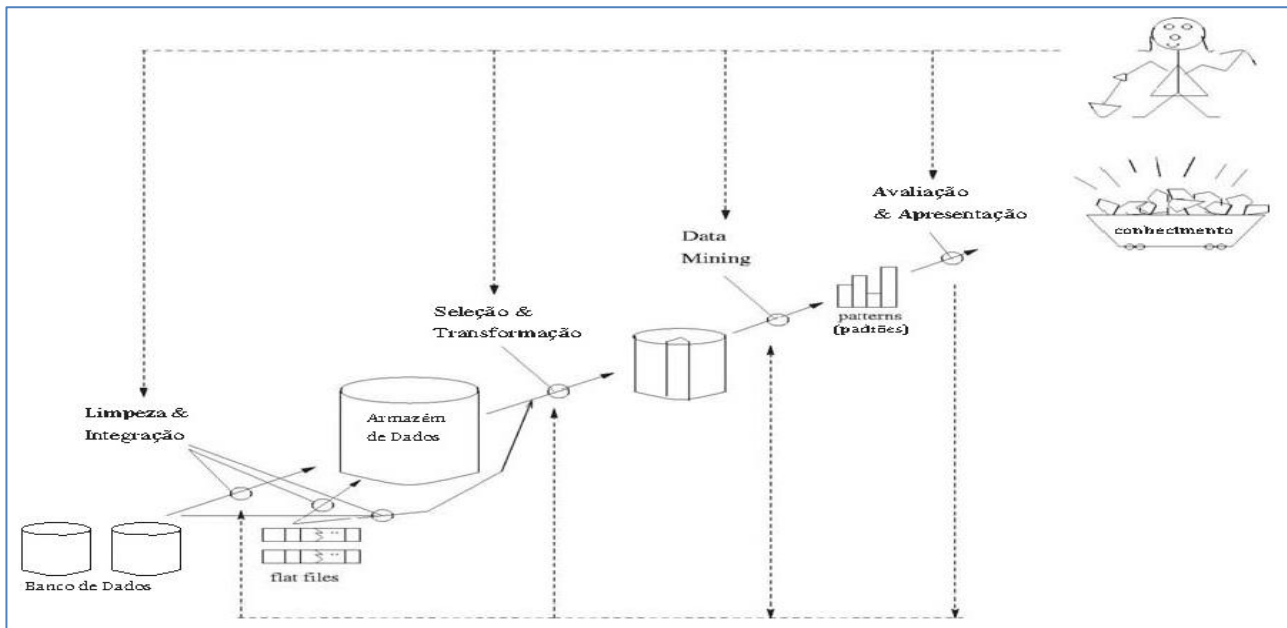 Avaliação
& Apresentação
conhecimento
Data
Mining
patterns
(padrões)
Seleção &
Transformação
Armazém
de Dados
Limpeza &
Integração
flat files
Banco de Dados